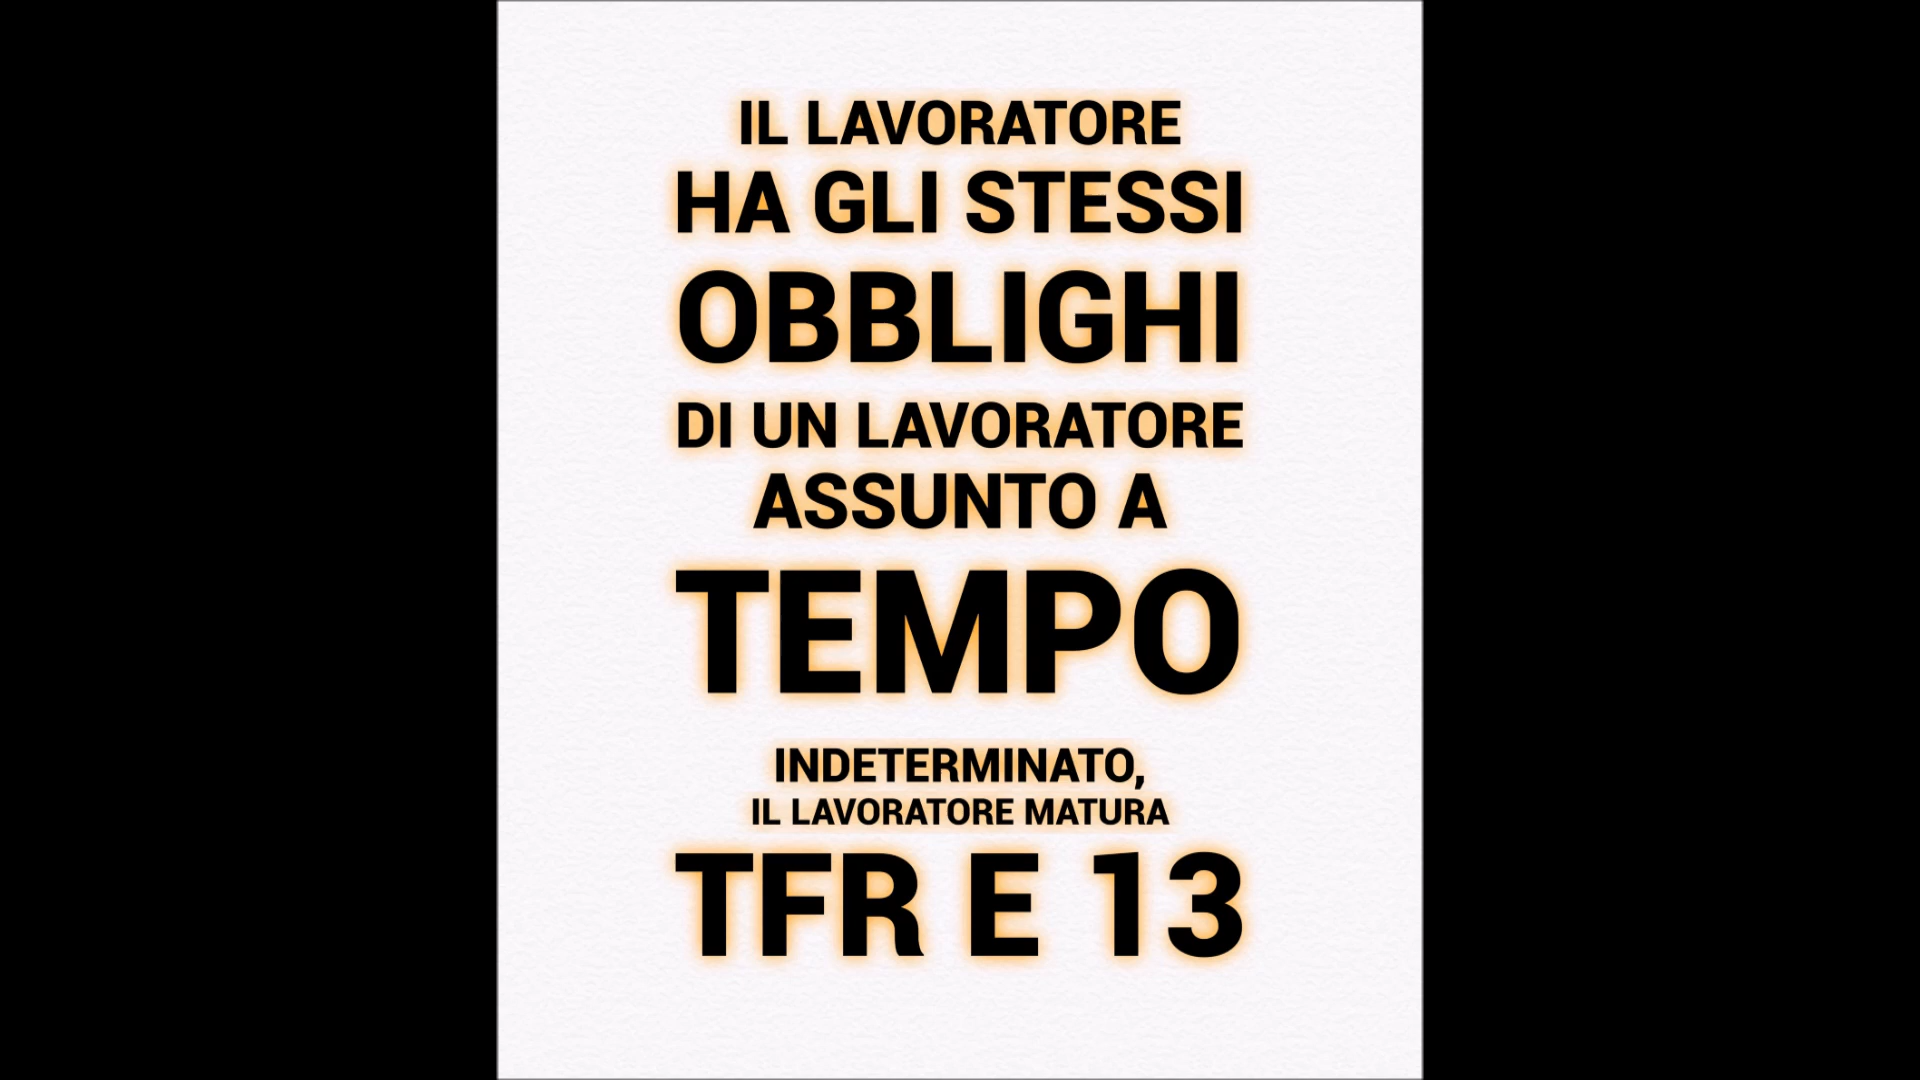 IL LAVORATORE
HA GLI STESSI
OBBLIGHI
DI UN LAVORATORE
ASSUNTO A
TEMPO
INDETERMINATO,
IL LAVORATORE MATURA
TFR E 13